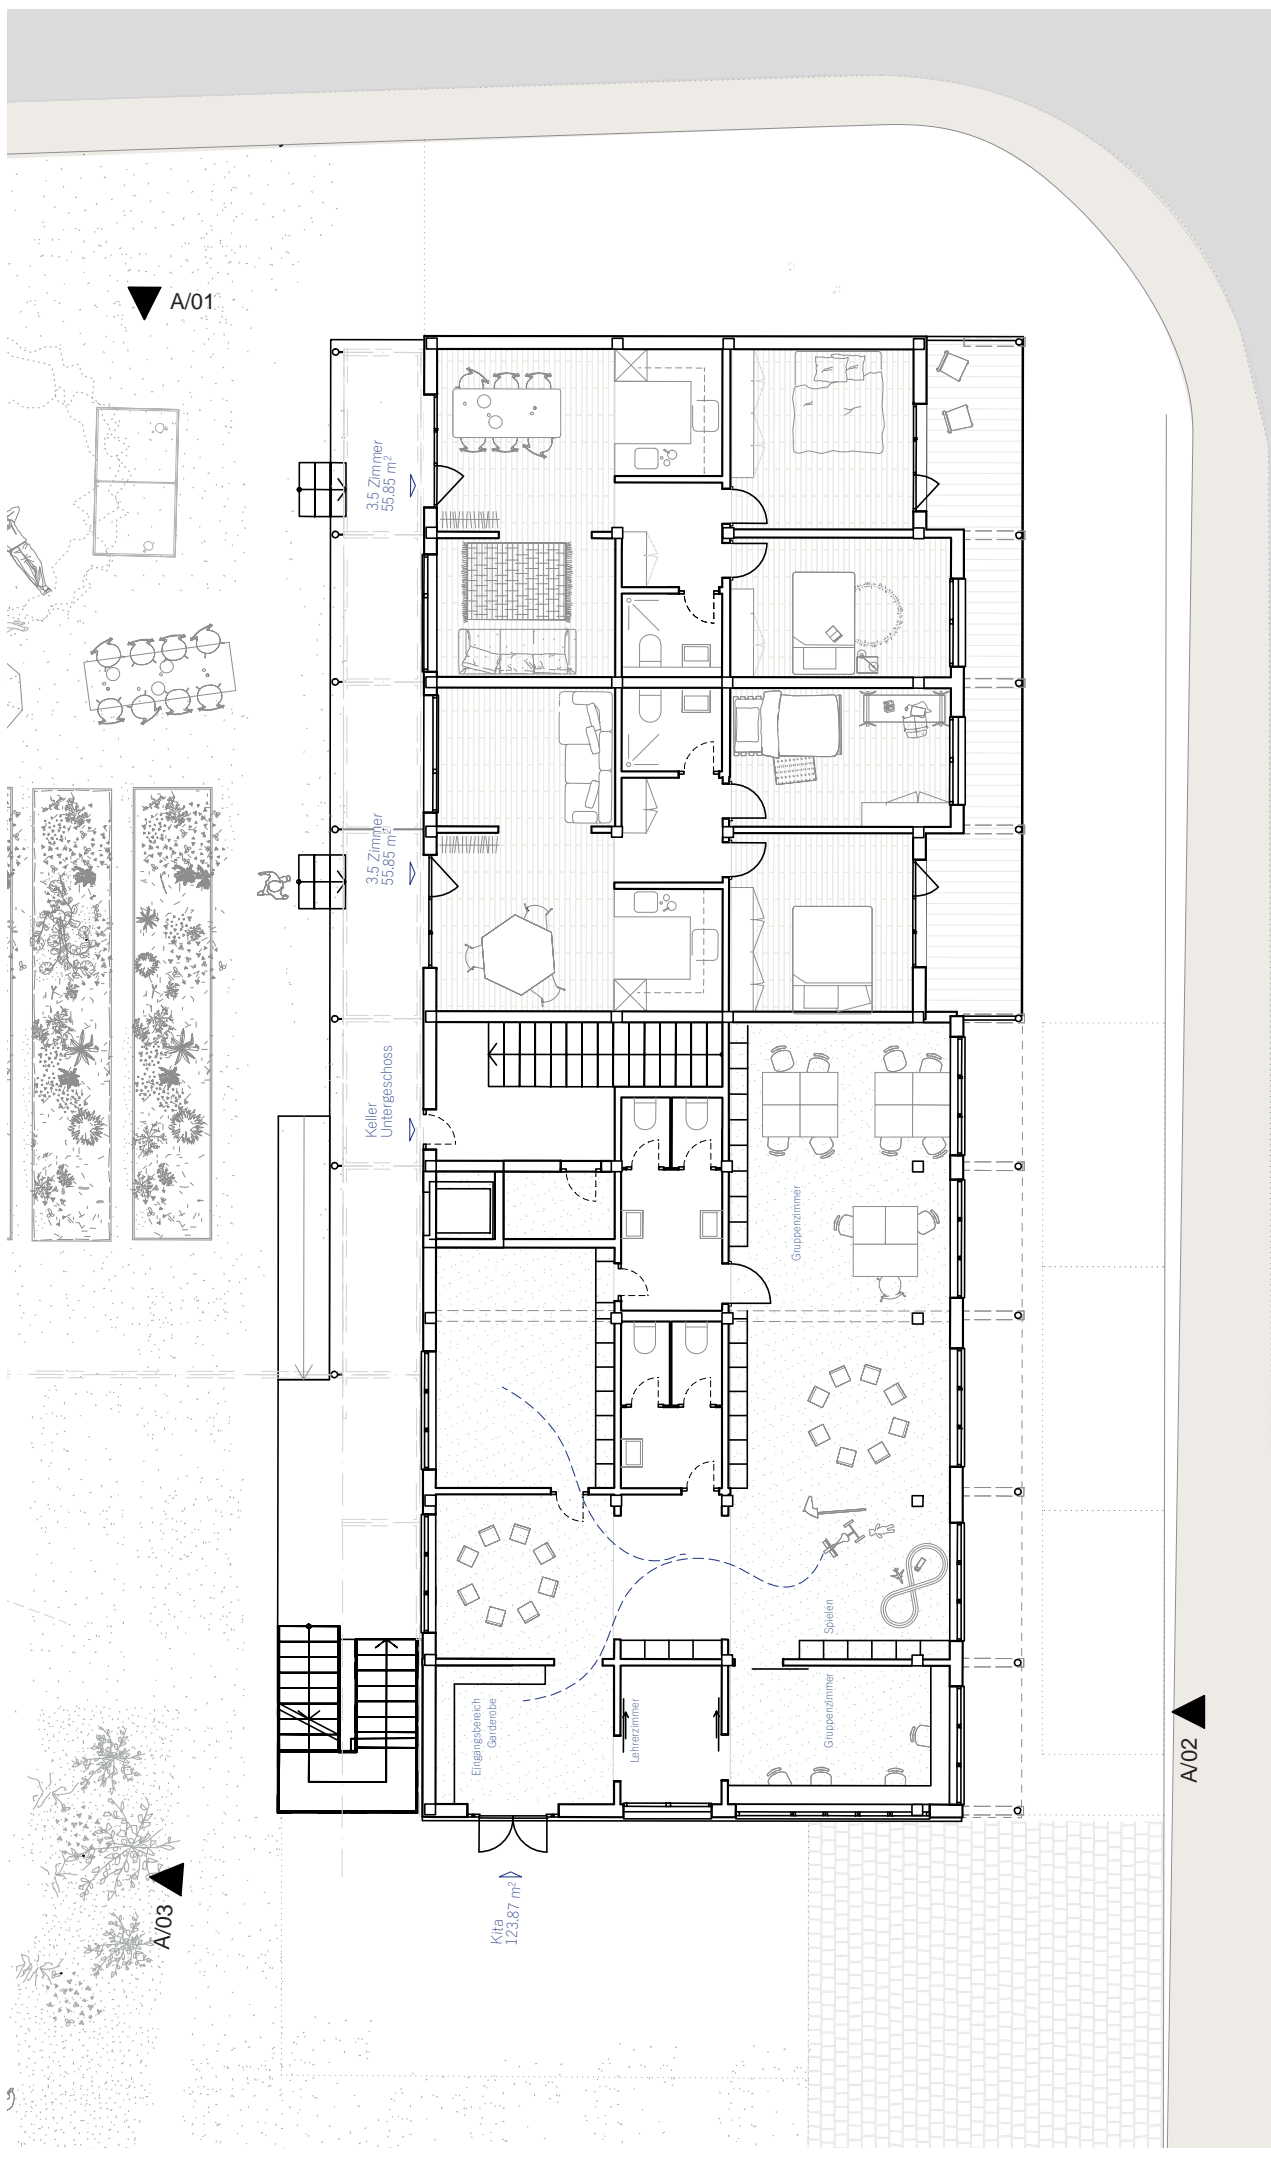 A/01
3.5 Zimmer
55.85 m²
3.5 Zimmer
55.85 m²
Keller
Untergeschoss
Gruppenzimmer
Spielen
Eingangsbereich
Garderobe
Lehrerzimmer
Gruppenzimmer
A/02
A/03
Kita
123.87 m²